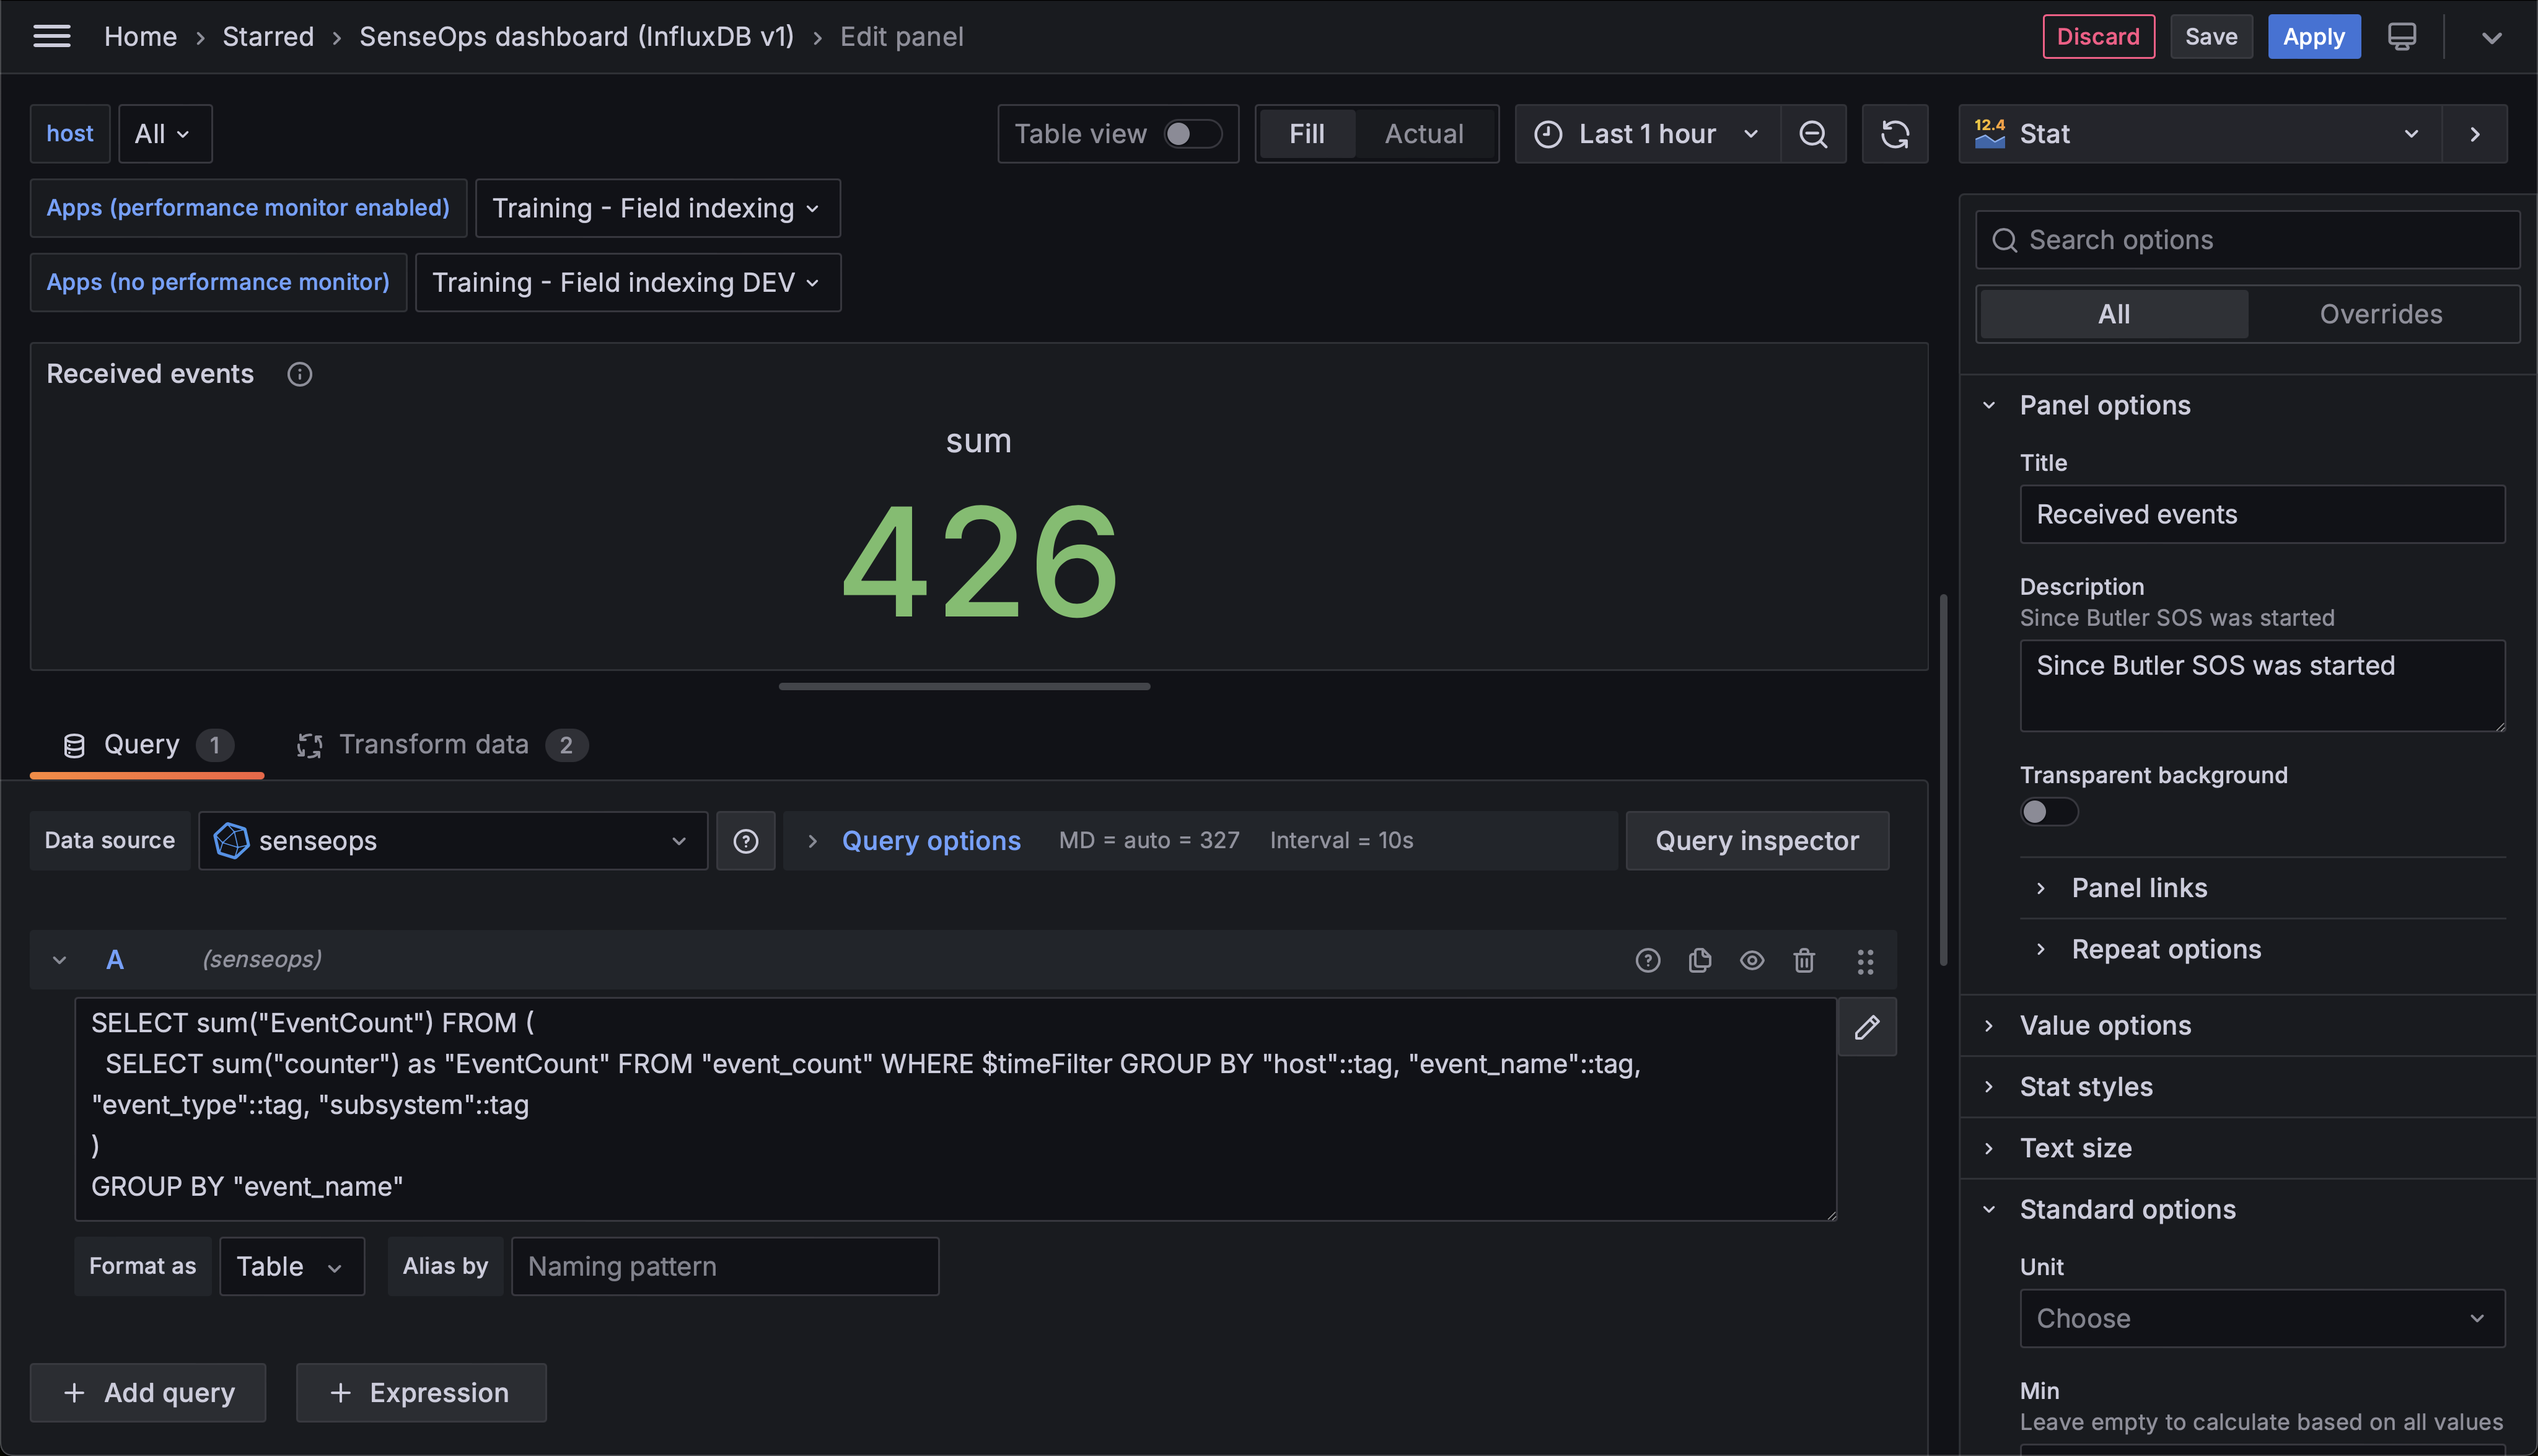 Home › Starred › SenseOps dashboard (InfluxDB v1) › Edit panel
Discard Save Apply
host All
Table view Fill Actual Last 1 hour
12.4 Stat
Apps (performance monitor enabled) Training - Field indexing
Apps (no performance monitor) Training - Field indexing DEV
Received events
sum
426
Query 1 Transform data 2
Data source senseops Query options MD = auto = 327 Interval = 10s Query inspector
A (senseops)
SELECT sum("EventCount") FROM (
SELECT sum("counter") as "EventCount" FROM "event_count" WHERE $timeFilter GROUP BY "host"::tag, "event_name"::tag,
"event_type"::tag, "subsystem"::tag
)
GROUP BY "event_name"
Format as Table Alias by Naming pattern
+ Add query + Expression
Search options
All Overrides
Panel options
Title
Received events
Description
Since Butler SOS was started
Since Butler SOS was started
Transparent background
Panel links
Repeat options
Value options
Stat styles
Text size
Standard options
Unit
Choose
Min
Leave empty to calculate based on all values